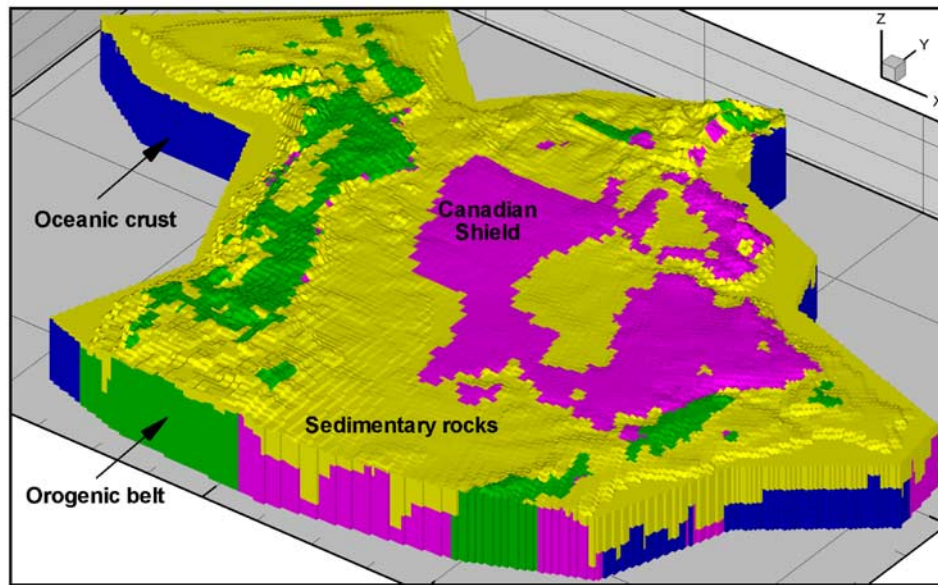 Z
Y
X
Oceanic crust
Canadian
Shield
Sedimentary rocks
Orogenic belt